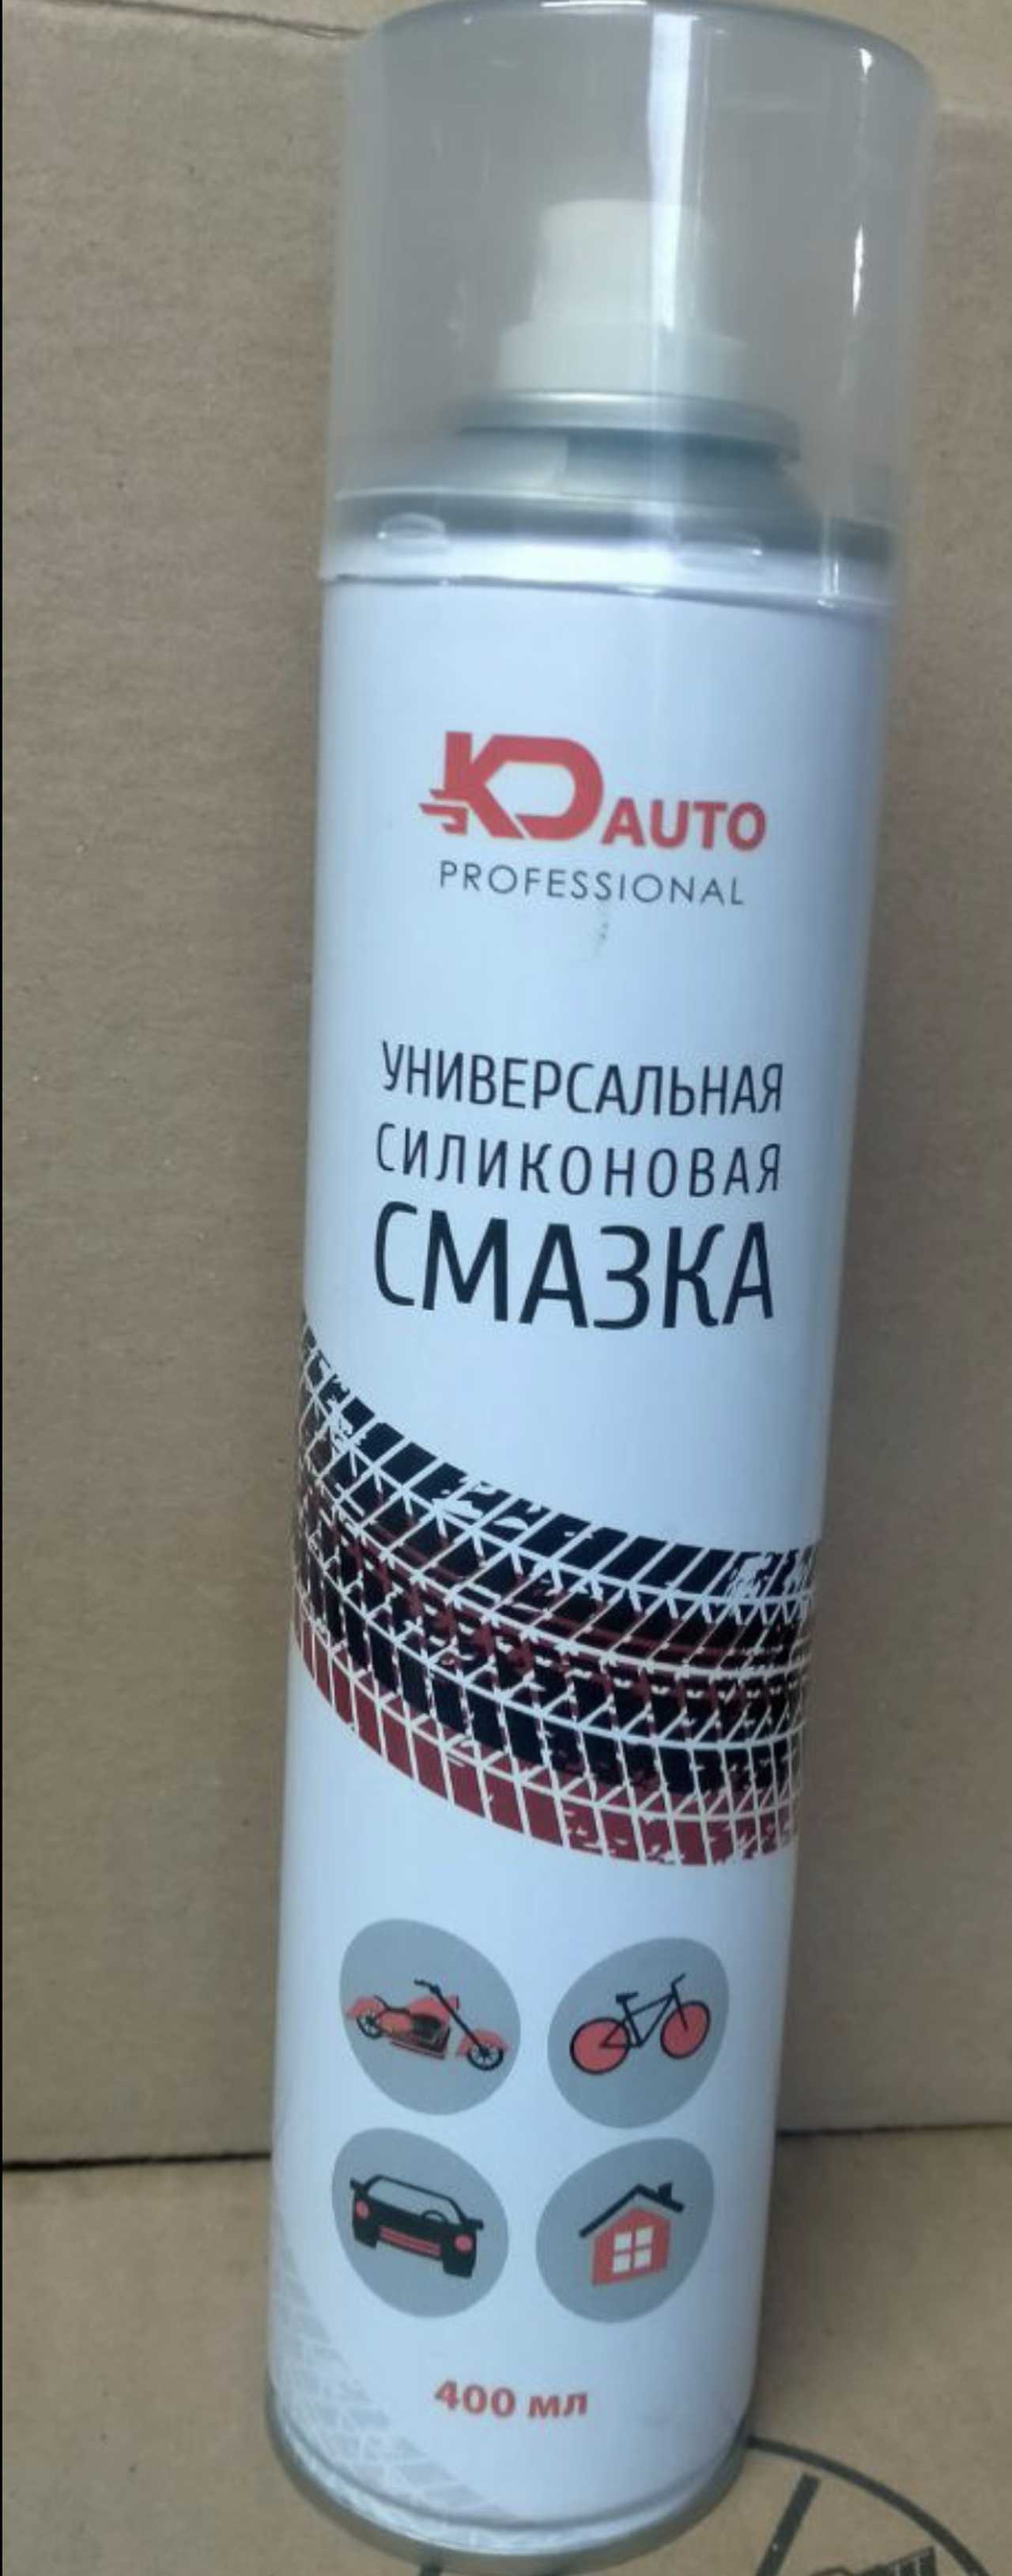 KD AUTO
PROFESSIONAL
УНИВЕРСАЛЬНАЯ
СИЛИКОНОВАЯ
СМАЗКА
400 мл